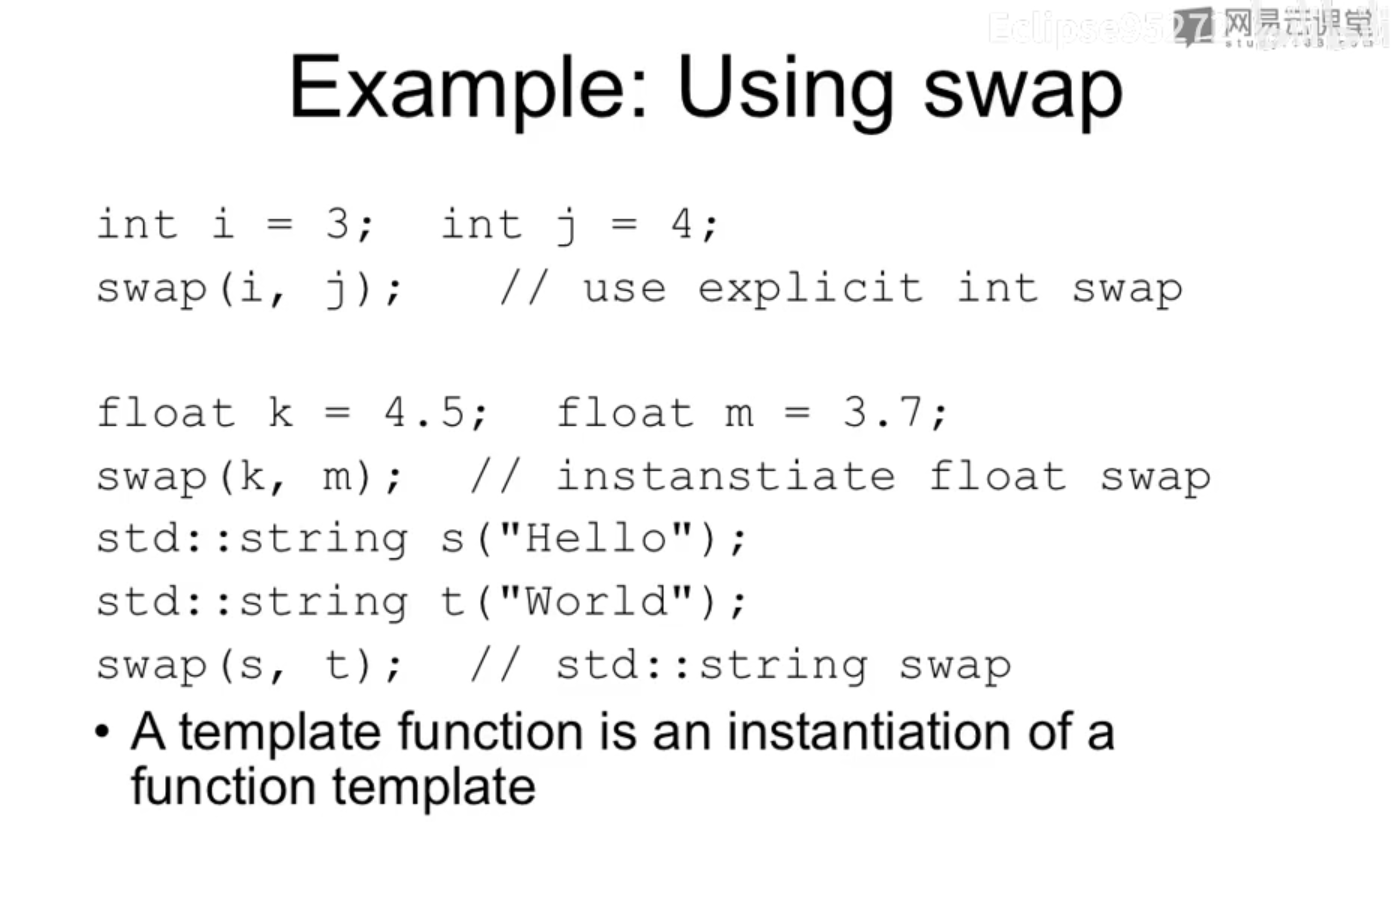 Eclipse9527
网易云课堂
study.163.com
Example: Using swap
int i = 3;  int j = 4;
swap(i, j);   // use explicit int swap
float k = 4.5;  float m = 3.7;
swap(k, m);  // instanstiate float swap
std::string s("Hello");
std::string t("World");
swap(s, t);  // std::string swap
• A template function is an instantiation of a
function template